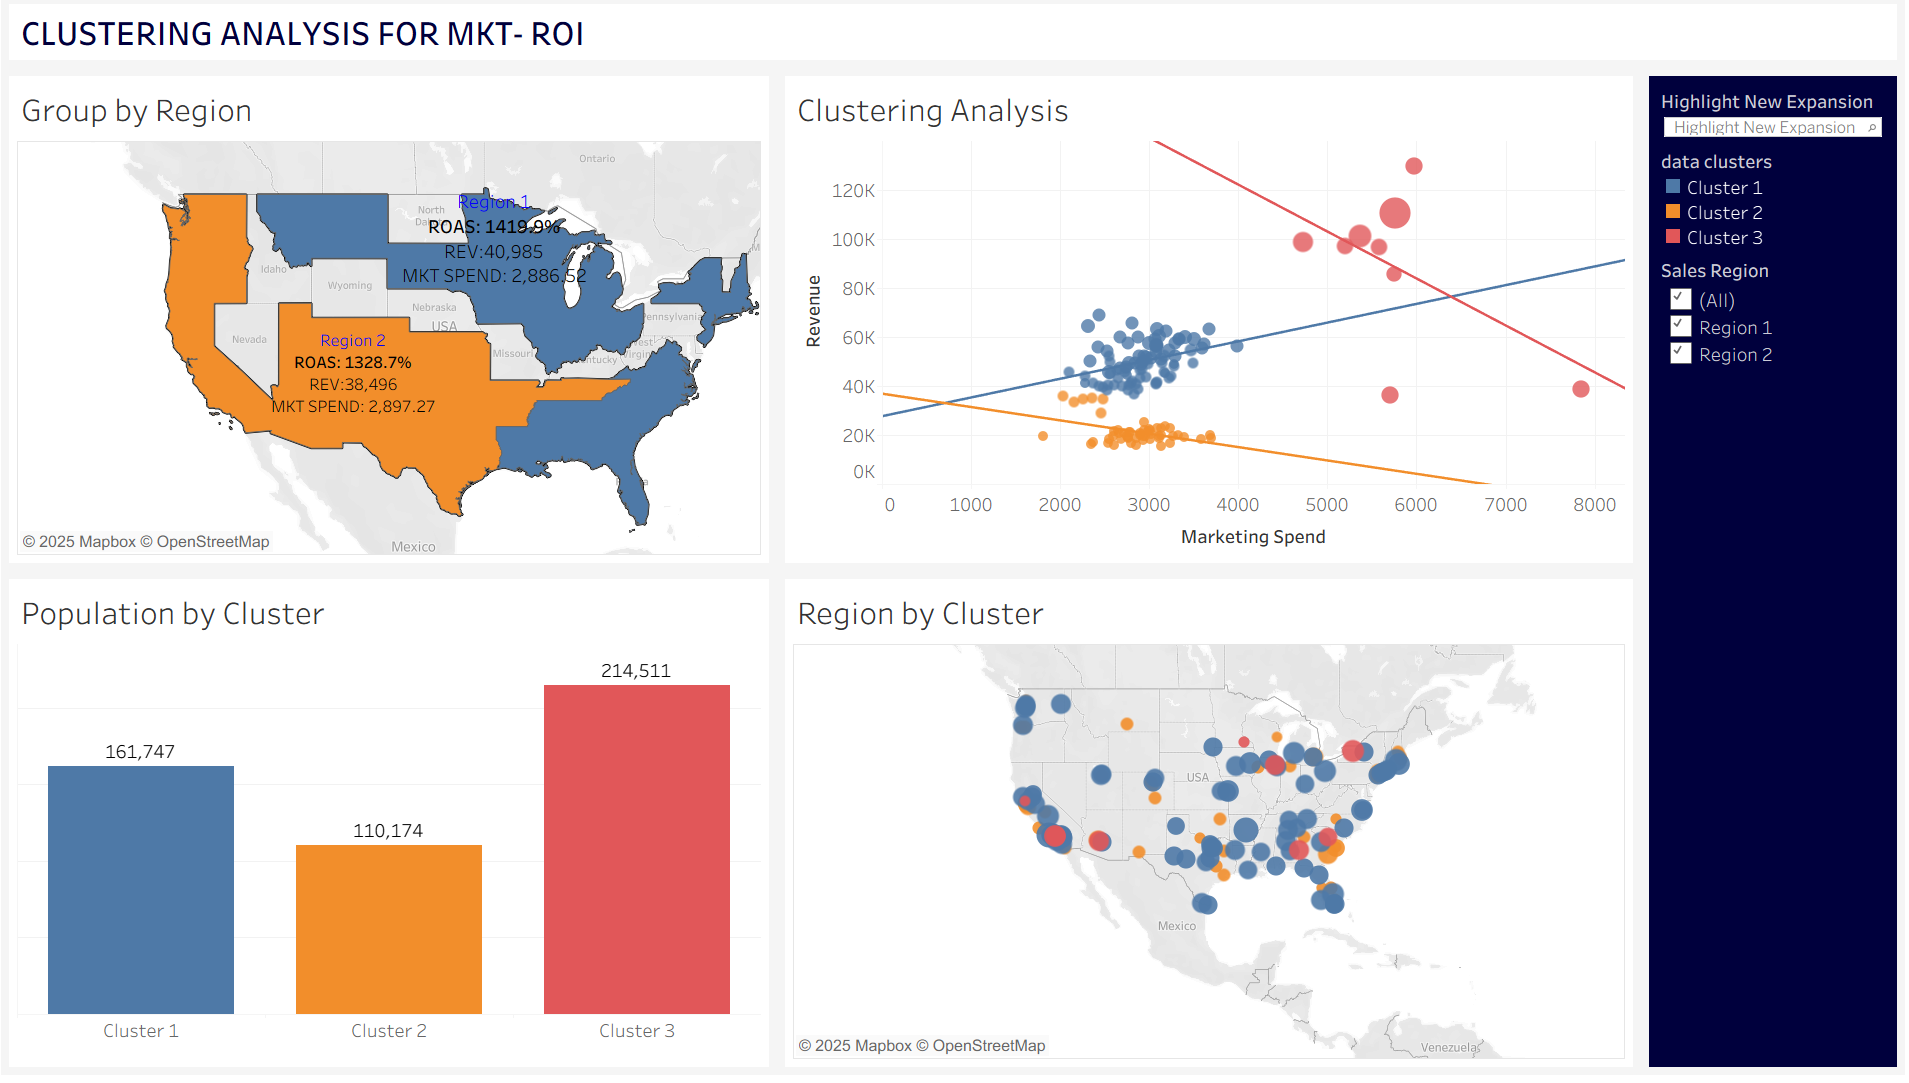 CLUSTERING ANALYSIS FOR MKT- ROI
Group by Region
Ontario
North
Region 1
ROAS: 1419.9%
REV:40,985
MKT SPEND: 2,886.52
Idaho
Wyoming
Nebraska
USA
Nevada
Missouri
Region 2
ROAS: 1328.7%
REV:38,496
MKT SPEND: 2,897.27
Mexico
© 2025 Mapbox © OpenStreetMap
Clustering Analysis
Revenue
120K
100K
80K
60K
40K
20K
0K
0 1000 2000 3000 4000 5000 6000 7000 8000
Marketing Spend
Highlight New Expansion
Highlight New Expansion
data clusters
Cluster 1
Cluster 2
Cluster 3
Sales Region
(All)
Region 1
Region 2
Population by Cluster
161,747
110,174
214,511
Cluster 1 Cluster 2 Cluster 3
Region by Cluster
USA
Mexico
Venezuela
© 2025 Mapbox © OpenStreetMap